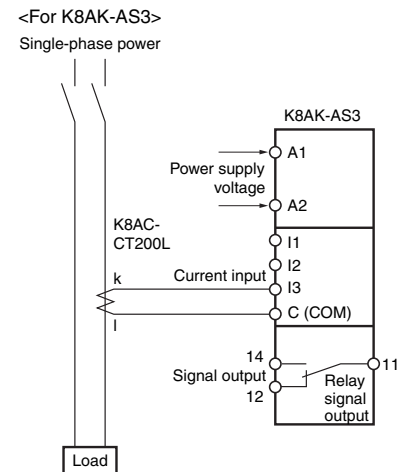 <For K8AK-AS3>
Single-phase power
K8AK-AS3
A1
Power supply
voltage
A2
K8AC-
CT200L
I1
I2
k
Current input
I3
C (COM)
l
14
11
Signal output
12
Relay
signal
output
Load